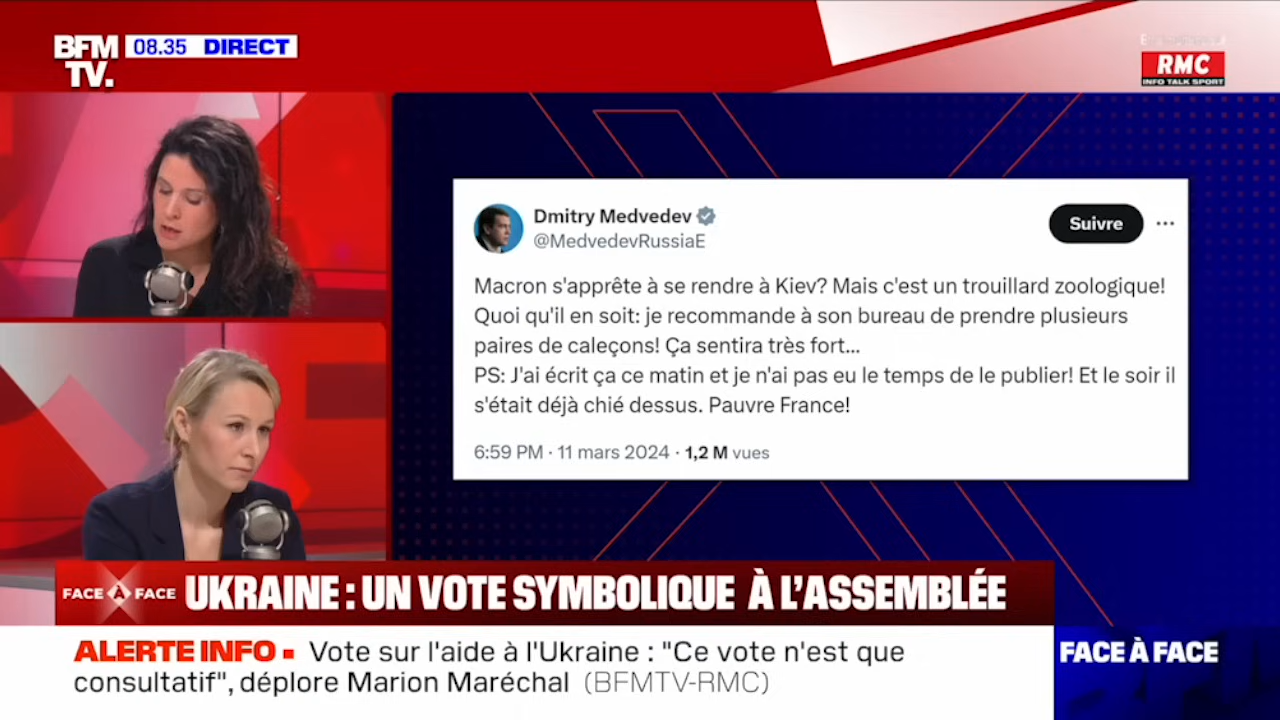 BFM
TV.
08.35 DIRECT
RMC
INFO TALK SPORT
Dmitry Medvedev
@MedvedevRussiaE
Suivre
Macron s'apprête à se rendre à Kiev? Mais c'est un trouillard zoologique!
Quoi qu'il en soit: je recommande à son bureau de prendre plusieurs
paires de caleçons! Ça sentira très fort...
PS: J'ai écrit ça ce matin et je n'ai pas eu le temps de le publier! Et le soir il
s'était déjà chié dessus. Pauvre France!
6:59 PM · 11 mars 2024 · 1,2 M vues
FACE À FACE
UKRAINE : UN VOTE SYMBOLIQUE À L'ASSEMBLÉE
ALERTE INFO Vote sur l'aide à l'Ukraine : "Ce vote n'est que
consultatif", déplore Marion Maréchal (BFMTV-RMC)
FACE À FACE